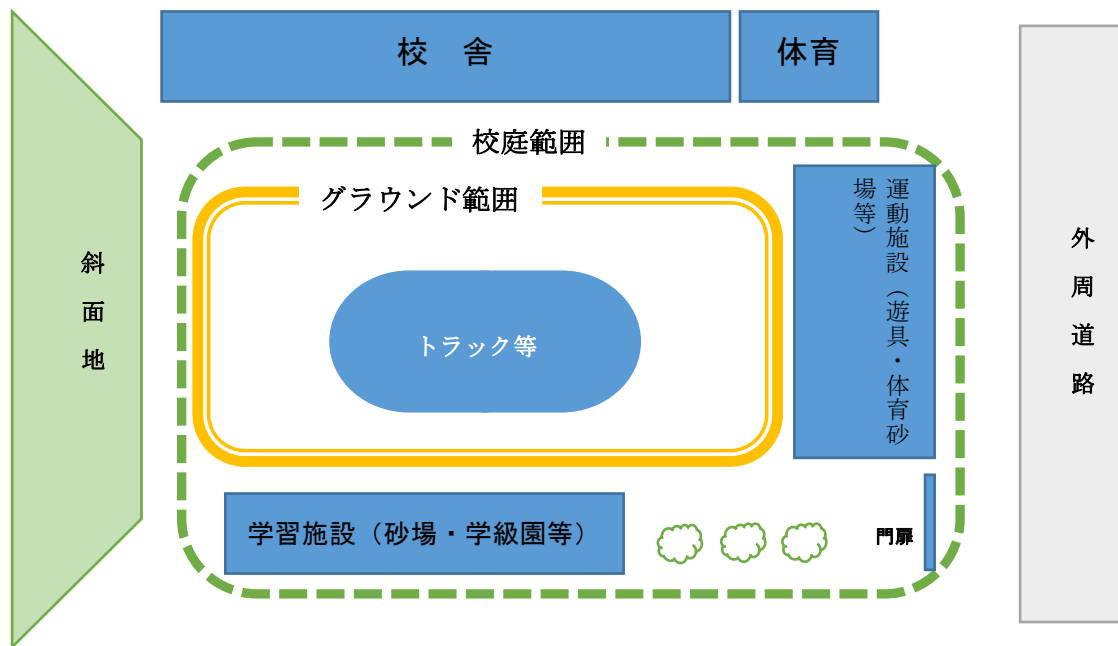 校　舎
体育
校庭範囲
グラウンド範囲
運動施設（遊具・体育砂
場等）
斜面地
トラック等
外周道路
学習施設（砂場・学級園等）
門扉